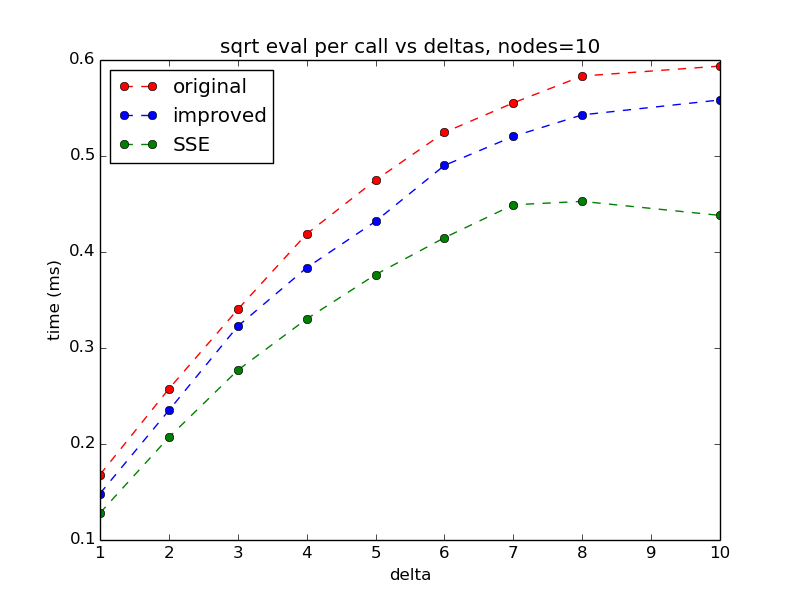 sqrt eval per call vs deltas, nodes=10
original
improved
SSE
0.6
0.5
0.4
0.3
0.2
0.1
time (ms)
1 2 3 4 5 6 7 8 9 10
delta